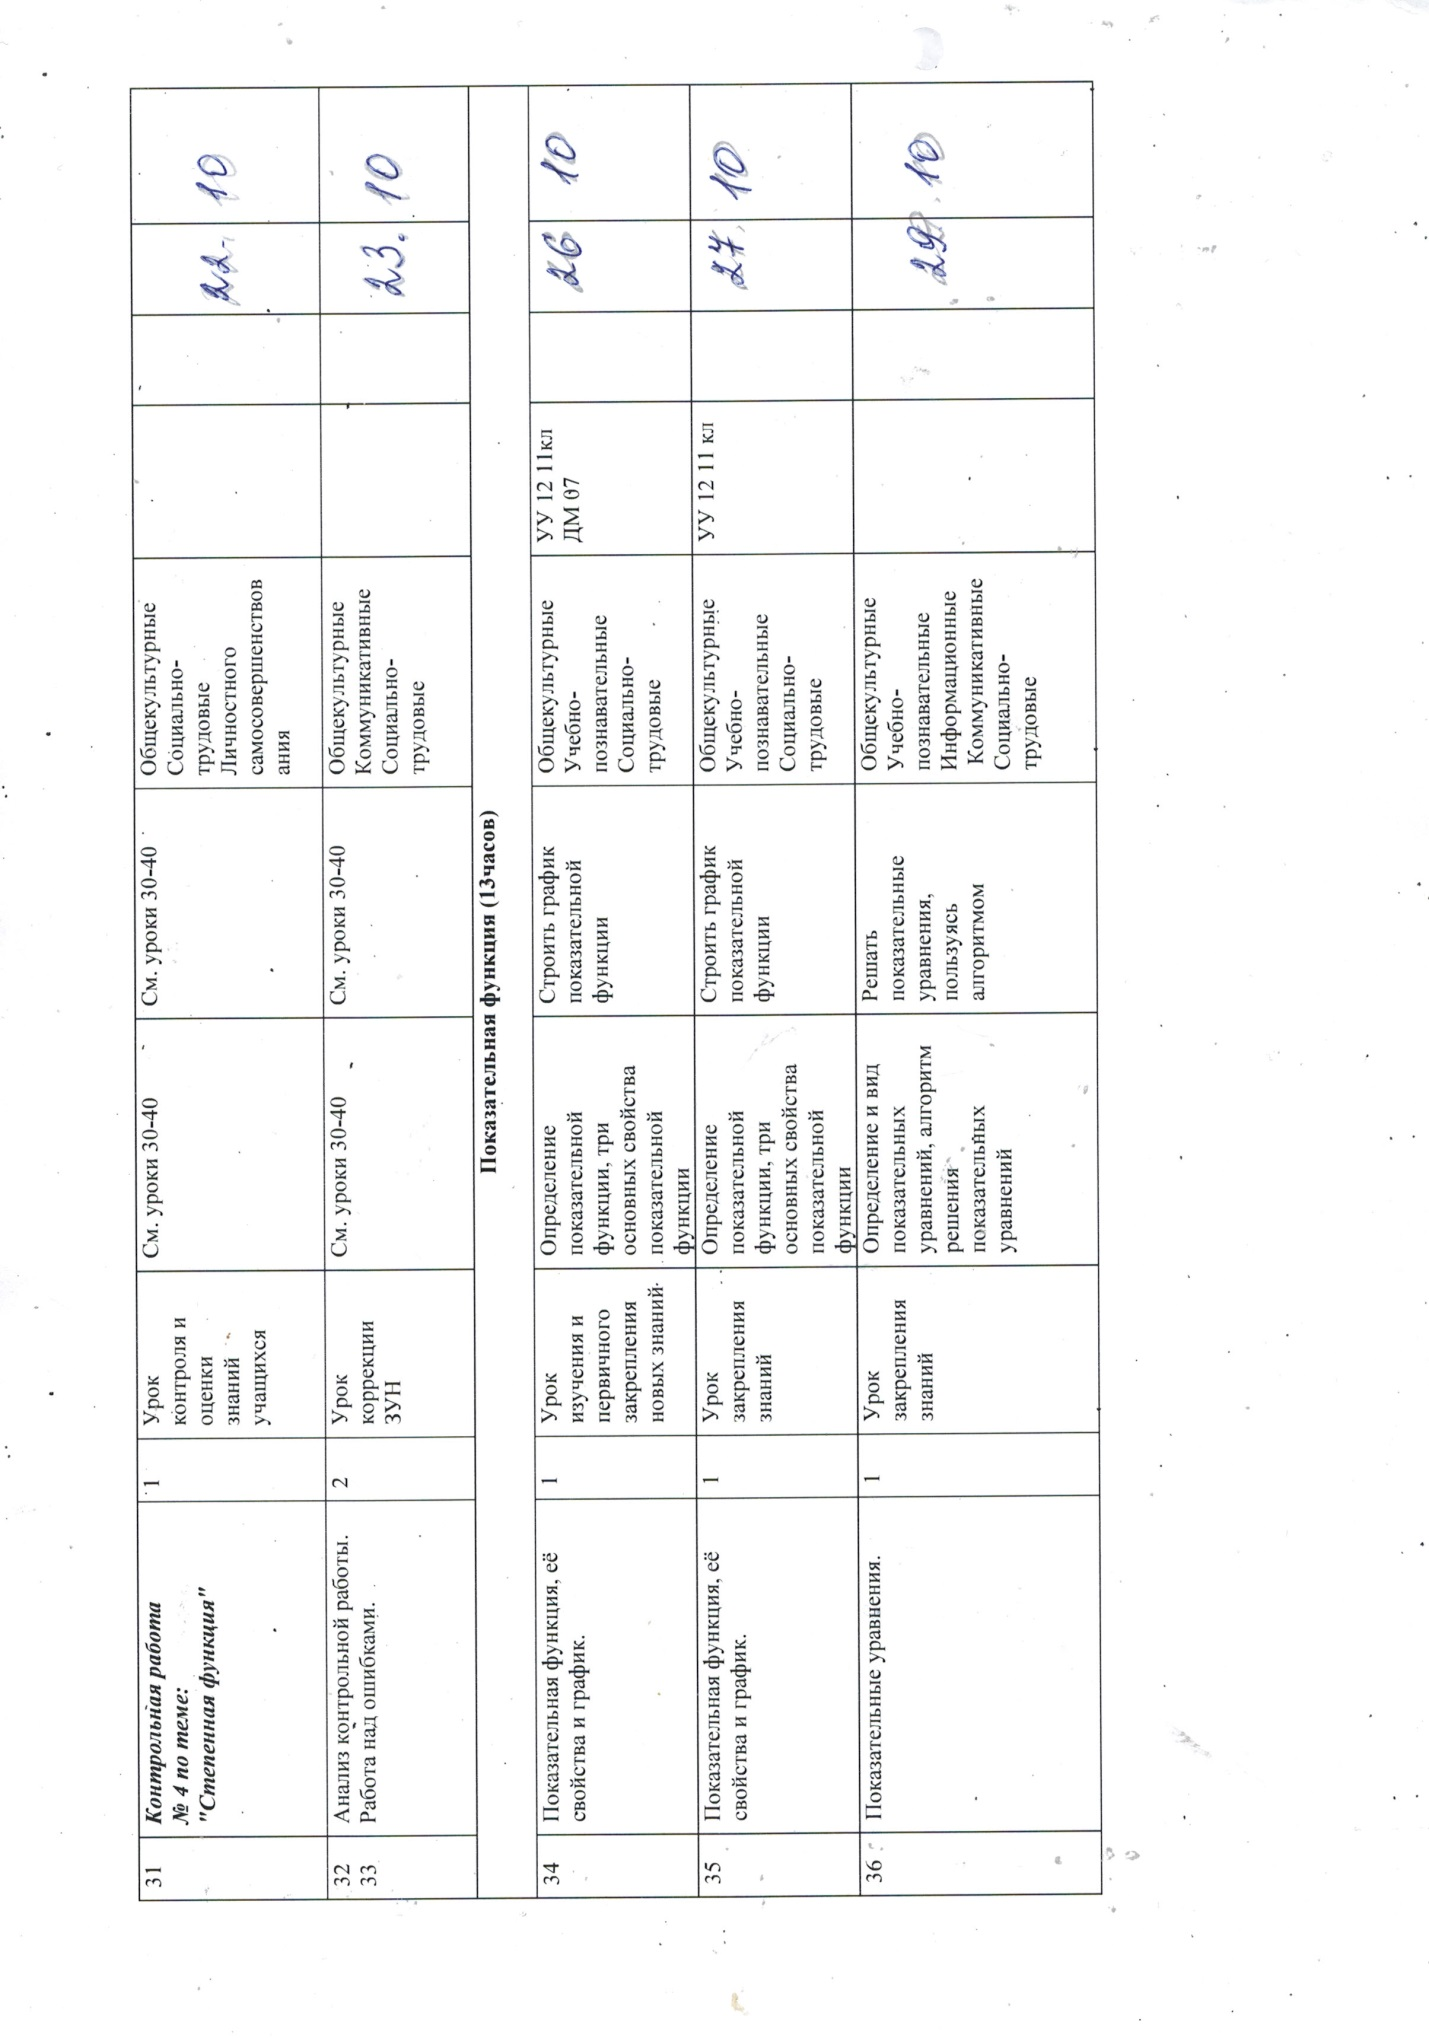 31
Контрольная работа
№ 4 по теме:
"Степенная функция"
1
Урок
контроля и
оценки
знаний
учащихся
См. уроки 30-40
См. уроки 30-40
Общекультурные
Социально-
трудовые
Личностного
самосовершенствов
ания
22. 10
32
33
Анализ контрольной работы.
Работа над ошибками.
2
Урок
коррекции
ЗУН
См. уроки 30-40
См. уроки 30-40
Общекультурные
Коммуникативные
Социально-
трудовые
23. 10
Показательная функция (13часов)
34
Показательная функция, её
свойства и график.
1
Урок
изучения и
первичного
закрепления
новых знаний
Определение
показательной
функции, три
основных свойства
показательной
функции
Строить график
показательной
функции
Общекультурные
Учебно-
познавательные
Социально-
трудовые
УУ 12 11кл
ДМ 07
26 10
35
Показательная функция, её
свойства и график.
1
Урок
закрепления
знаний
Определение
показательной
функции, три
основных свойства
показательной
функции
Строить график
показательной
функции
Общекультурные
Учебно-
познавательные
Социально-
трудовые
УУ 12 11 кл
27. 10
36
Показательные уравнения.
1
Урок
закрепления
знаний
Определение и вид
показательных
уравнений, алгоритм
решения
показательных
уравнений
Решать
показательные
уравнения,
пользуясь
алгоритмом
Общекультурные
Учебно-
познавательные
Информационные
Коммуникативные
Социально-
трудовые
29. 10